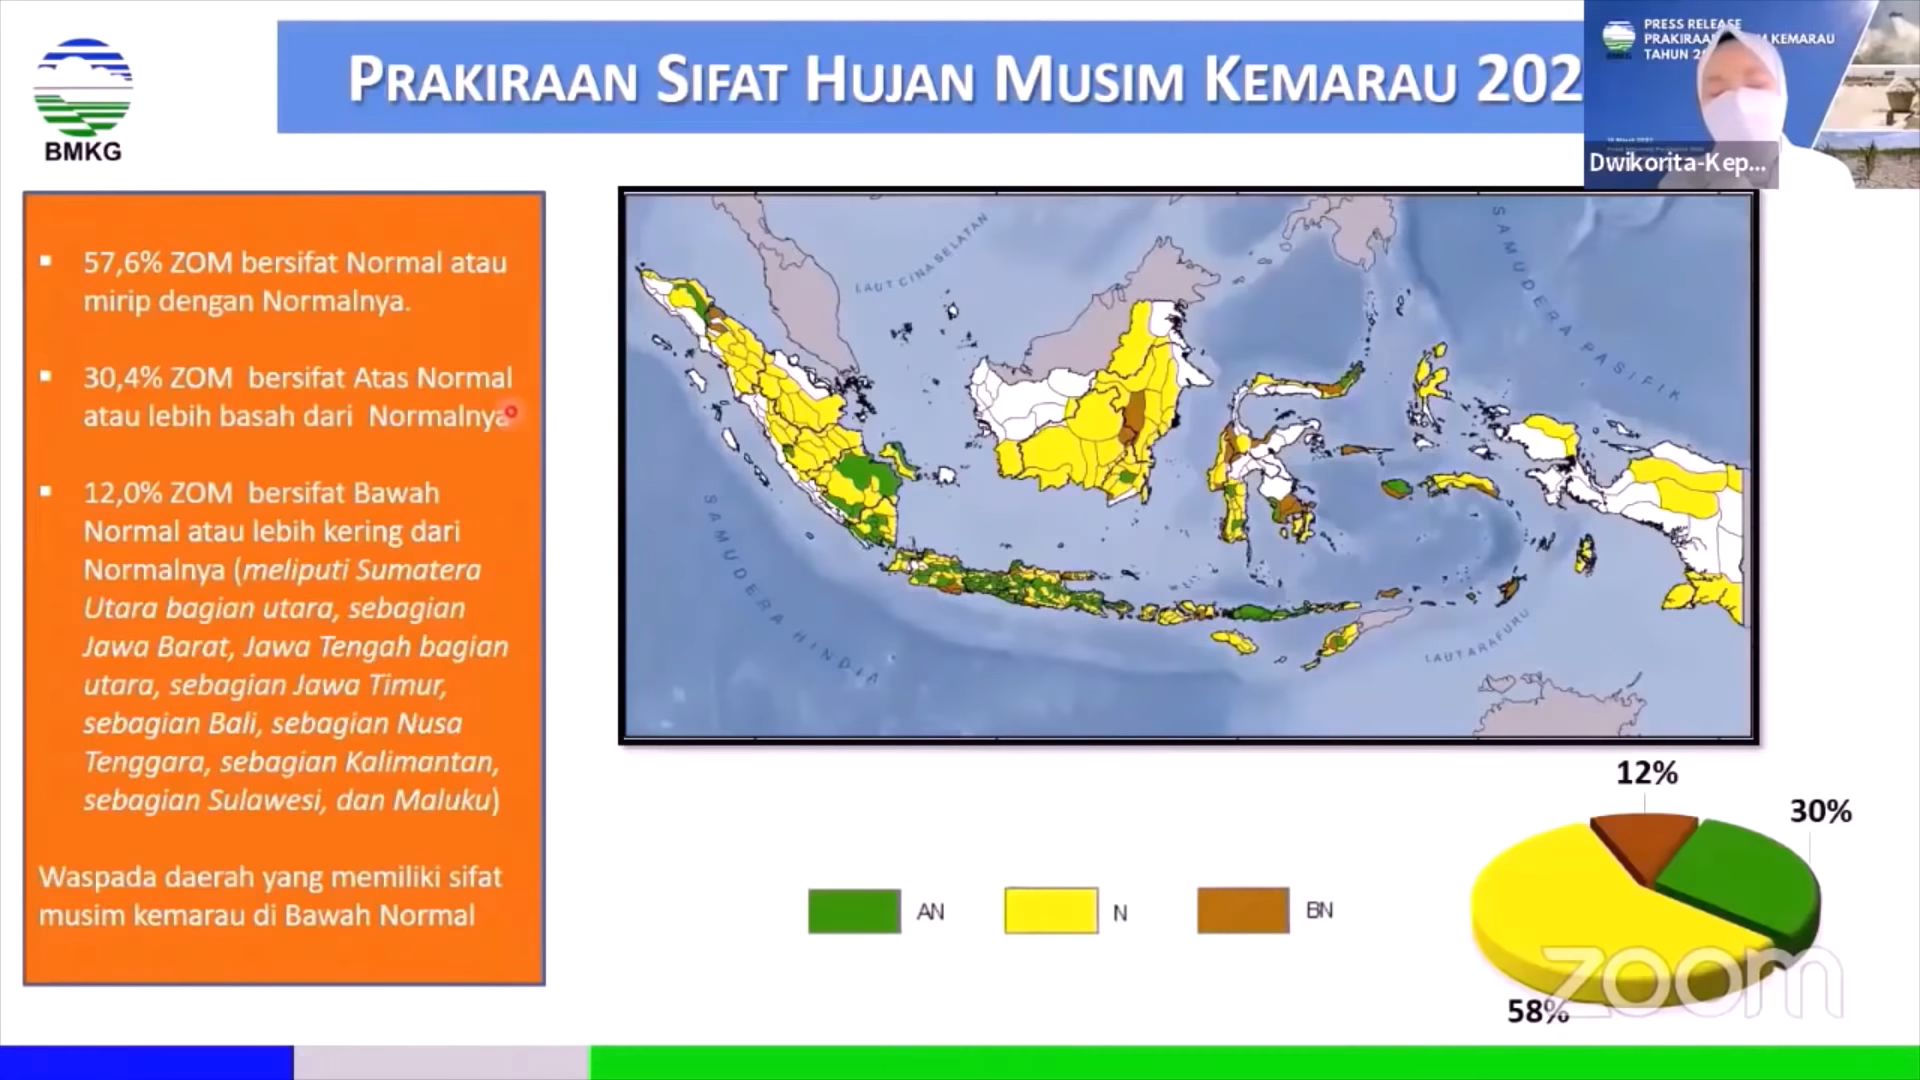 BMKG
PRAKIRAAN SIFAT HUJAN MUSIM KEMARAU 202
PRESS RELEASE
KEMARAU
TAHUN
Dwikorita-Kep...
57,6% ZOM bersifat Normal atau
mirip dengan Normalnya.
30,4% ZOM bersifat Atas Normal
atau lebih basah dari Normalnya
12,0% ZOM bersifat Bawah
Normal atau lebih kering dari
Normalnya (meliputi Sumatera
Utara bagian utara, sebagian
Jawa Barat, Jawa Tengah bagian
utara, sebagian Jawa Timur,
sebagian Bali, sebagian Nusa
Tenggara, sebagian Kalimantan,
sebagian Sulawesi, dan Maluku)
Waspada daerah yang memiliki sifat
musim kemarau di Bawah Normal
LAUT CINA SELATAN
SAMUDERA PASIFIK
SAMUDERA HINDIA
LAUT ARAFURU
AN
N
BN
12%
30%
58%
zoom